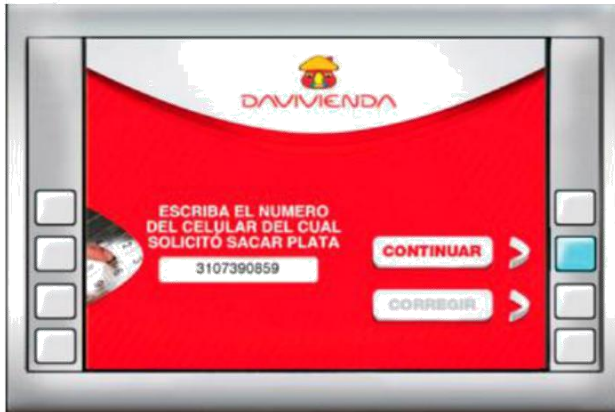 DAVIVIENDA
ESCRIBA EL NUMERO
DEL CELULAR DEL CUAL
SOLICITÓ SACAR PLATA
3107390859
CONTINUAR
CORREGIR